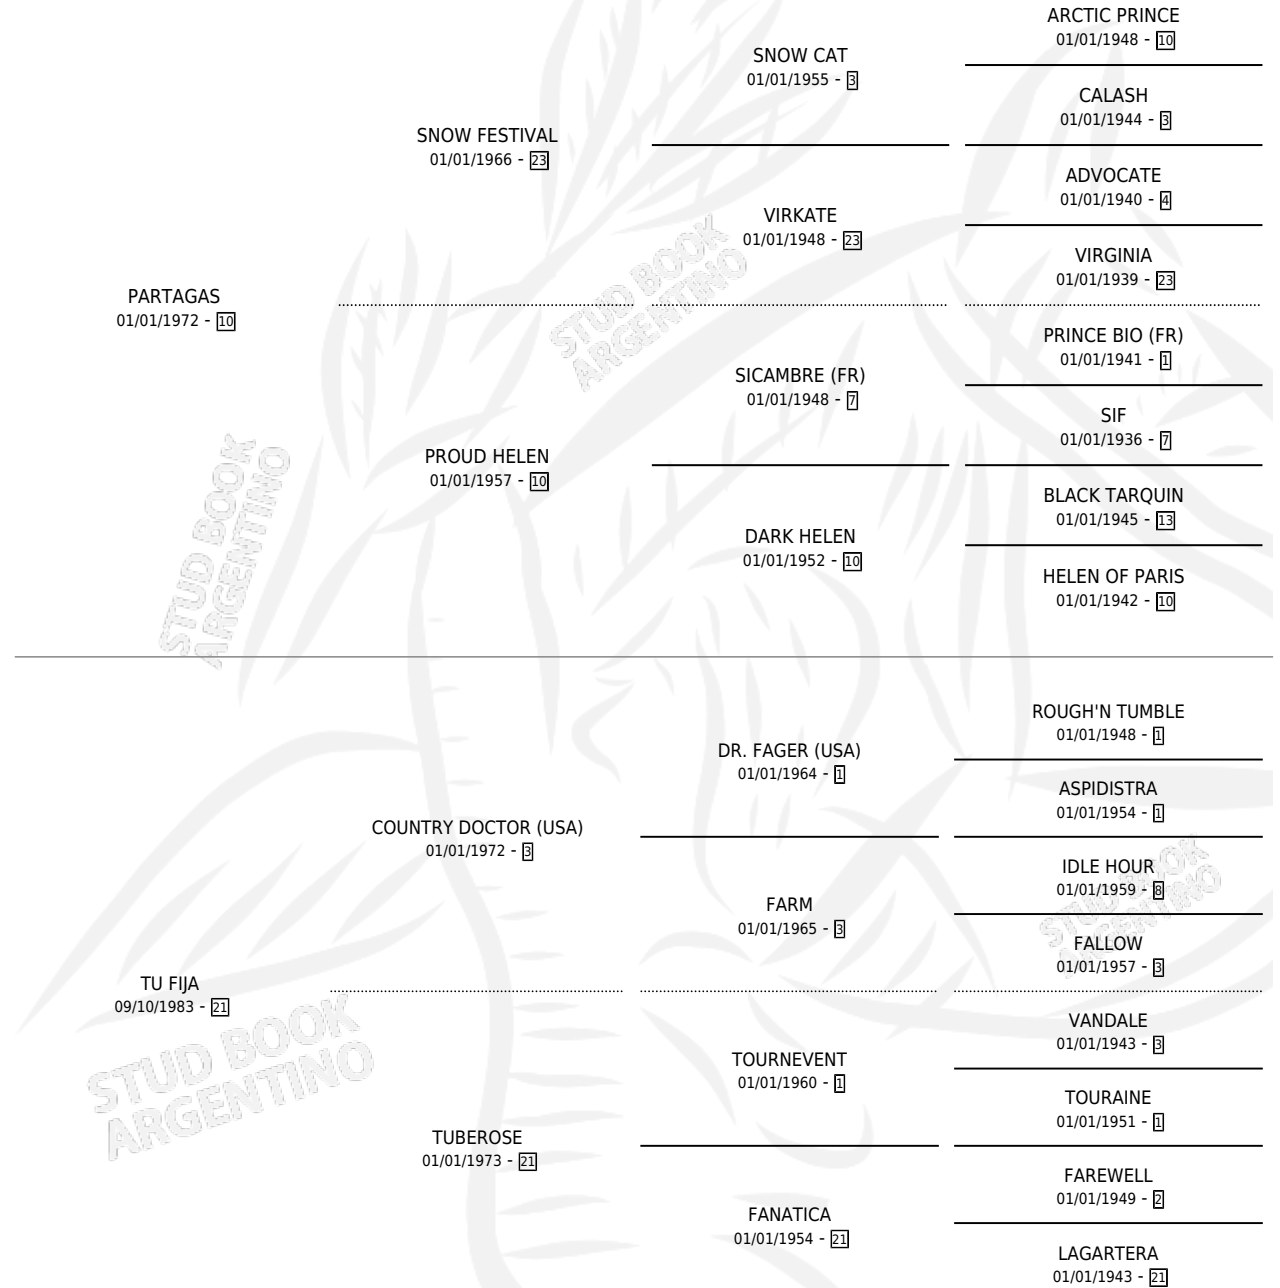 ARCTIC PRINCE
01/01/1948 - 10
SNOW CAT
01/01/1955 - 3
CALASH
01/01/1944 - 3
SNOW FESTIVAL
01/01/1966 - 23
ADVOCATE
01/01/1940 - 4
VIRKATE
01/01/1948 - 23
VIRGINIA
01/01/1939 - 23
PARTAGAS
01/01/1972 - 10
PRINCE BIO (FR)
01/01/1941 - 1
SICAMBRE (FR)
01/01/1948 - 7
SIF
01/01/1936 - 7
PROUD HELEN
01/01/1957 - 10
BLACK TARQUIN
01/01/1945 - 13
DARK HELEN
01/01/1952 - 10
HELEN OF PARIS
01/01/1942 - 10
STUD BOOK
ARGENTINO
STUD BOOK
ARGENTINO
ROUGH'N TUMBLE
01/01/1948 - 1
DR. FAGER (USA)
01/01/1964 - 1
ASPIDISTRA
01/01/1954 - 1
COUNTRY DOCTOR (USA)
01/01/1972 - 3
IDLE HOUR
01/01/1959 - 8
FARM
01/01/1965 - 3
FALLOW
01/01/1957 - 3
TU FIJA
09/10/1983 - 21
VANDALE
01/01/1943 - 3
TOURNEVENT
01/01/1960 - 1
TOURAINE
01/01/1951 - 1
TUBEROSE
01/01/1973 - 21
FAREWELL
01/01/1949 - 2
FANATICA
01/01/1954 - 21
LAGARTERA
01/01/1943 - 21
STUD BOOK
ARGENTINO
STUD BOOK
ARGENTINO